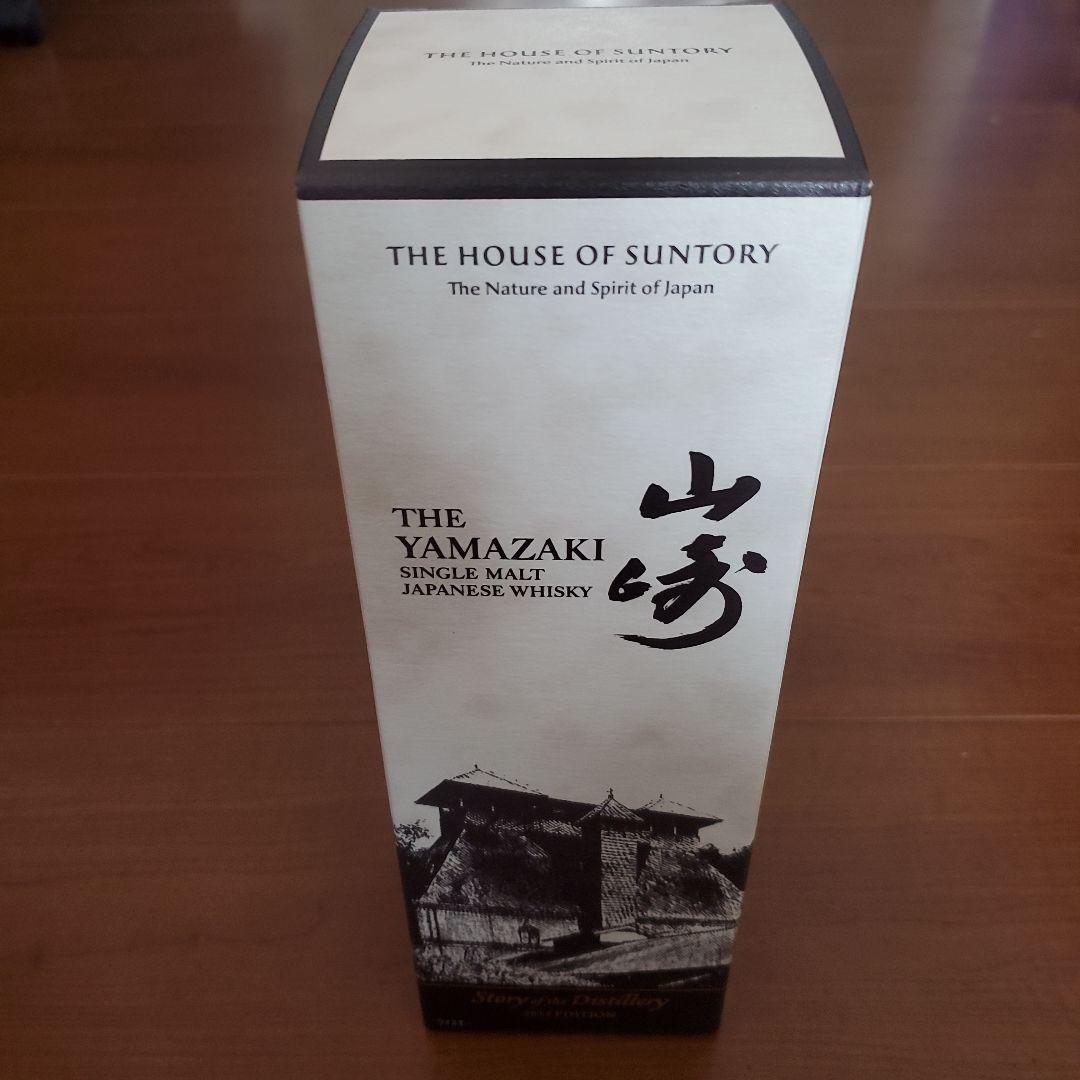 THE HOUSE OF SUNTORY
The Nature and Spirit of Japan
THE HOUSE OF SUNTORY
The Nature and Spirit of Japan
山崎
THE
YAMAZAKI
SINGLE MALT
JAPANESE WHISKY
Story of the Distillery
2024 EDITION